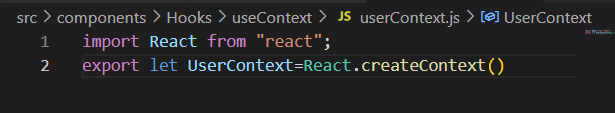 src > components > Hooks > useContext > JS userContext.js > UserContext
1 import React from "react";
2 export let UserContext=React.createContext()